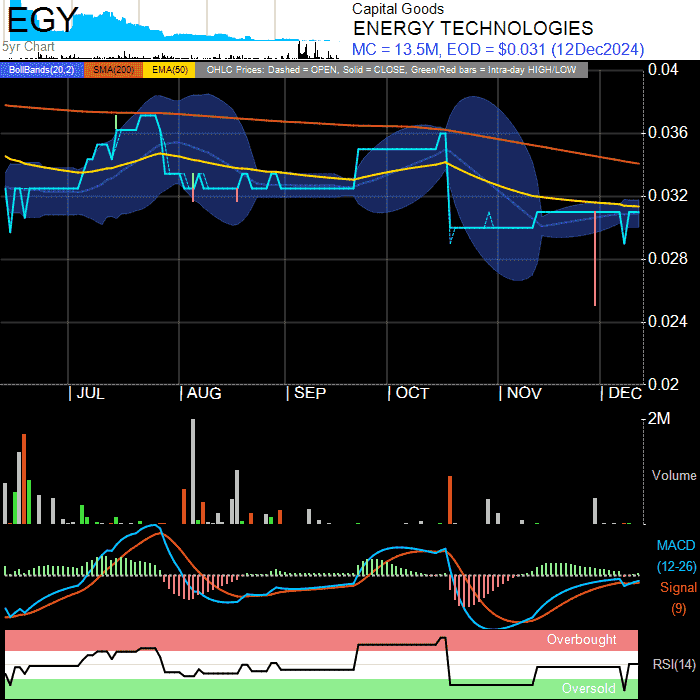 EGY
5yr Chart
Capital Goods
ENERGY TECHNOLOGIES
MC = 13.5M, EOD = $0.031 (12Dec2024)
BollBands(20,2) SMA(200) EMA(50) OHLC Prices: Dashed = OPEN, Solid = CLOSE, Green/Red bars = Intra-day HIGH/LOW
0.04
0.036
0.032
0.028
0.024
0.02
| JUL | AUG | SEP | OCT | NOV | DEC
2M
Volume
MACD
(12-26)
Signal
(9)
Overbought
RSI(14)
Oversold